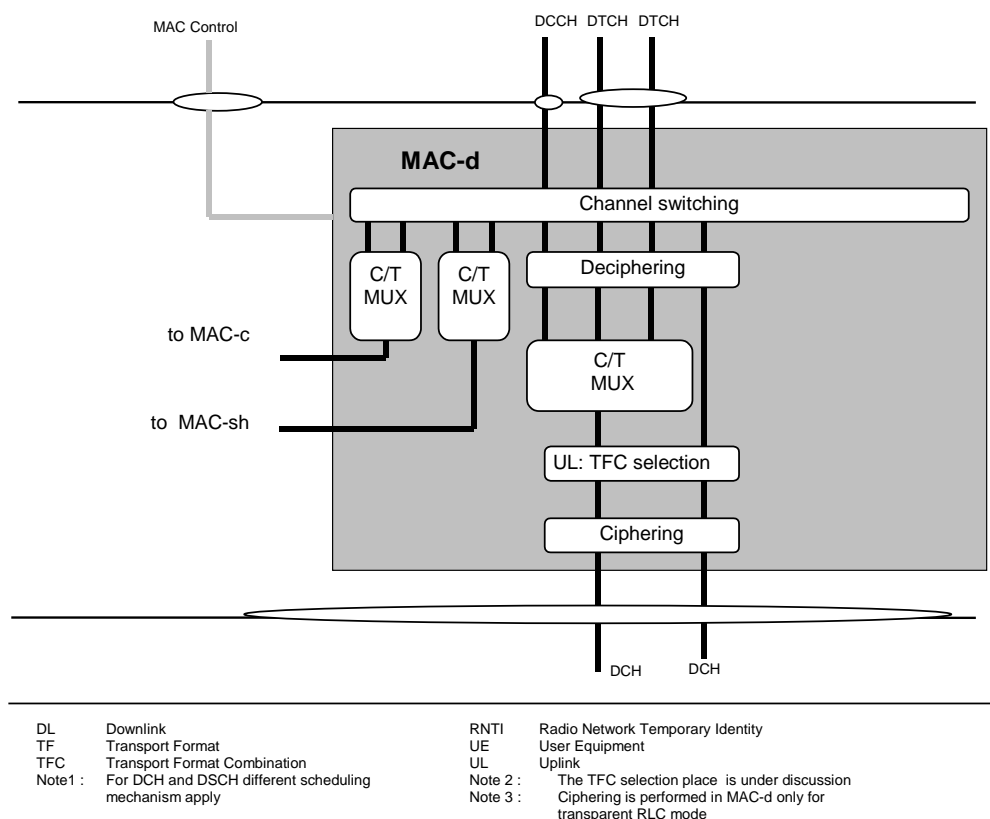 MAC Control
DCCH DTCH DTCH
MAC-d
Channel switching
C/T
MUX
C/T
MUX
Deciphering
to MAC-c
C/T
MUX
to MAC-sh
UL: TFC selection
Ciphering
DCH
DCH
DL Downlink
TF Transport Format
TFC Transport Format Combination
Note1 : For DCH and DSCH different scheduling
mechanism apply
RNTI Radio Network Temporary Identity
UE User Equipment
UL Uplink
Note 2 : The TFC selection place is under discussion
Note 3 : Ciphering is performed in MAC-d only for
transparent RLC mode